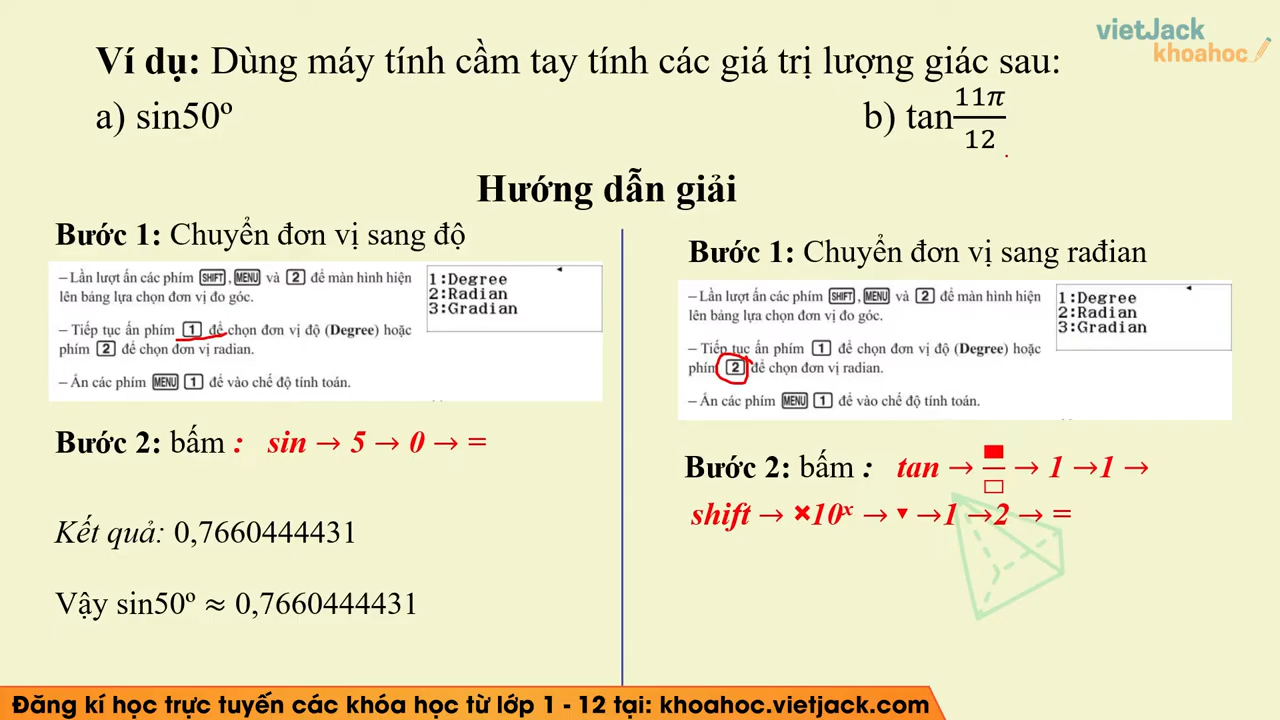 vietJack
khoahoc
Ví dụ: Dùng máy tính cầm tay tính các giá trị lượng giác sau:
a) sin50º
b) tan 11π/12
Hướng dẫn giải
Bước 1: Chuyển đơn vị sang độ
– Lần lượt ấn các phím SHIFT, MENU và 2 để màn hình hiện
lên bảng lựa chọn đơn vị đo góc.
– Tiếp tục ấn phím 1 để chọn đơn vị độ (Degree) hoặc
phím 2 để chọn đơn vị radian.
– Ấn các phím MENU 1 để vào chế độ tính toán.
1:Degree
2:Radian
3:Gradian
Bước 2: bấm : sin → 5 → 0 → =
Kết quả: 0,7660444431
Vậy sin50º ≈ 0,7660444431
Bước 1: Chuyển đơn vị sang rađian
– Lần lượt ấn các phím SHIFT, MENU và 2 để màn hình hiện
lên bảng lựa chọn đơn vị đo góc.
– Tiếp tục ấn phím 1 để chọn đơn vị độ (Degree) hoặc
phím 2 để chọn đơn vị radian.
– Ấn các phím MENU 1 để vào chế độ tính toán.
1:Degree
2:Radian
3:Gradian
Bước 2: bấm : tan → ■/□ → 1 →1 →
shift → ×10ˣ → ▾ →1 →2 → =
Đăng kí học trực tuyến các khóa học từ lớp 1 - 12 tại: khoahoc.vietjack.com